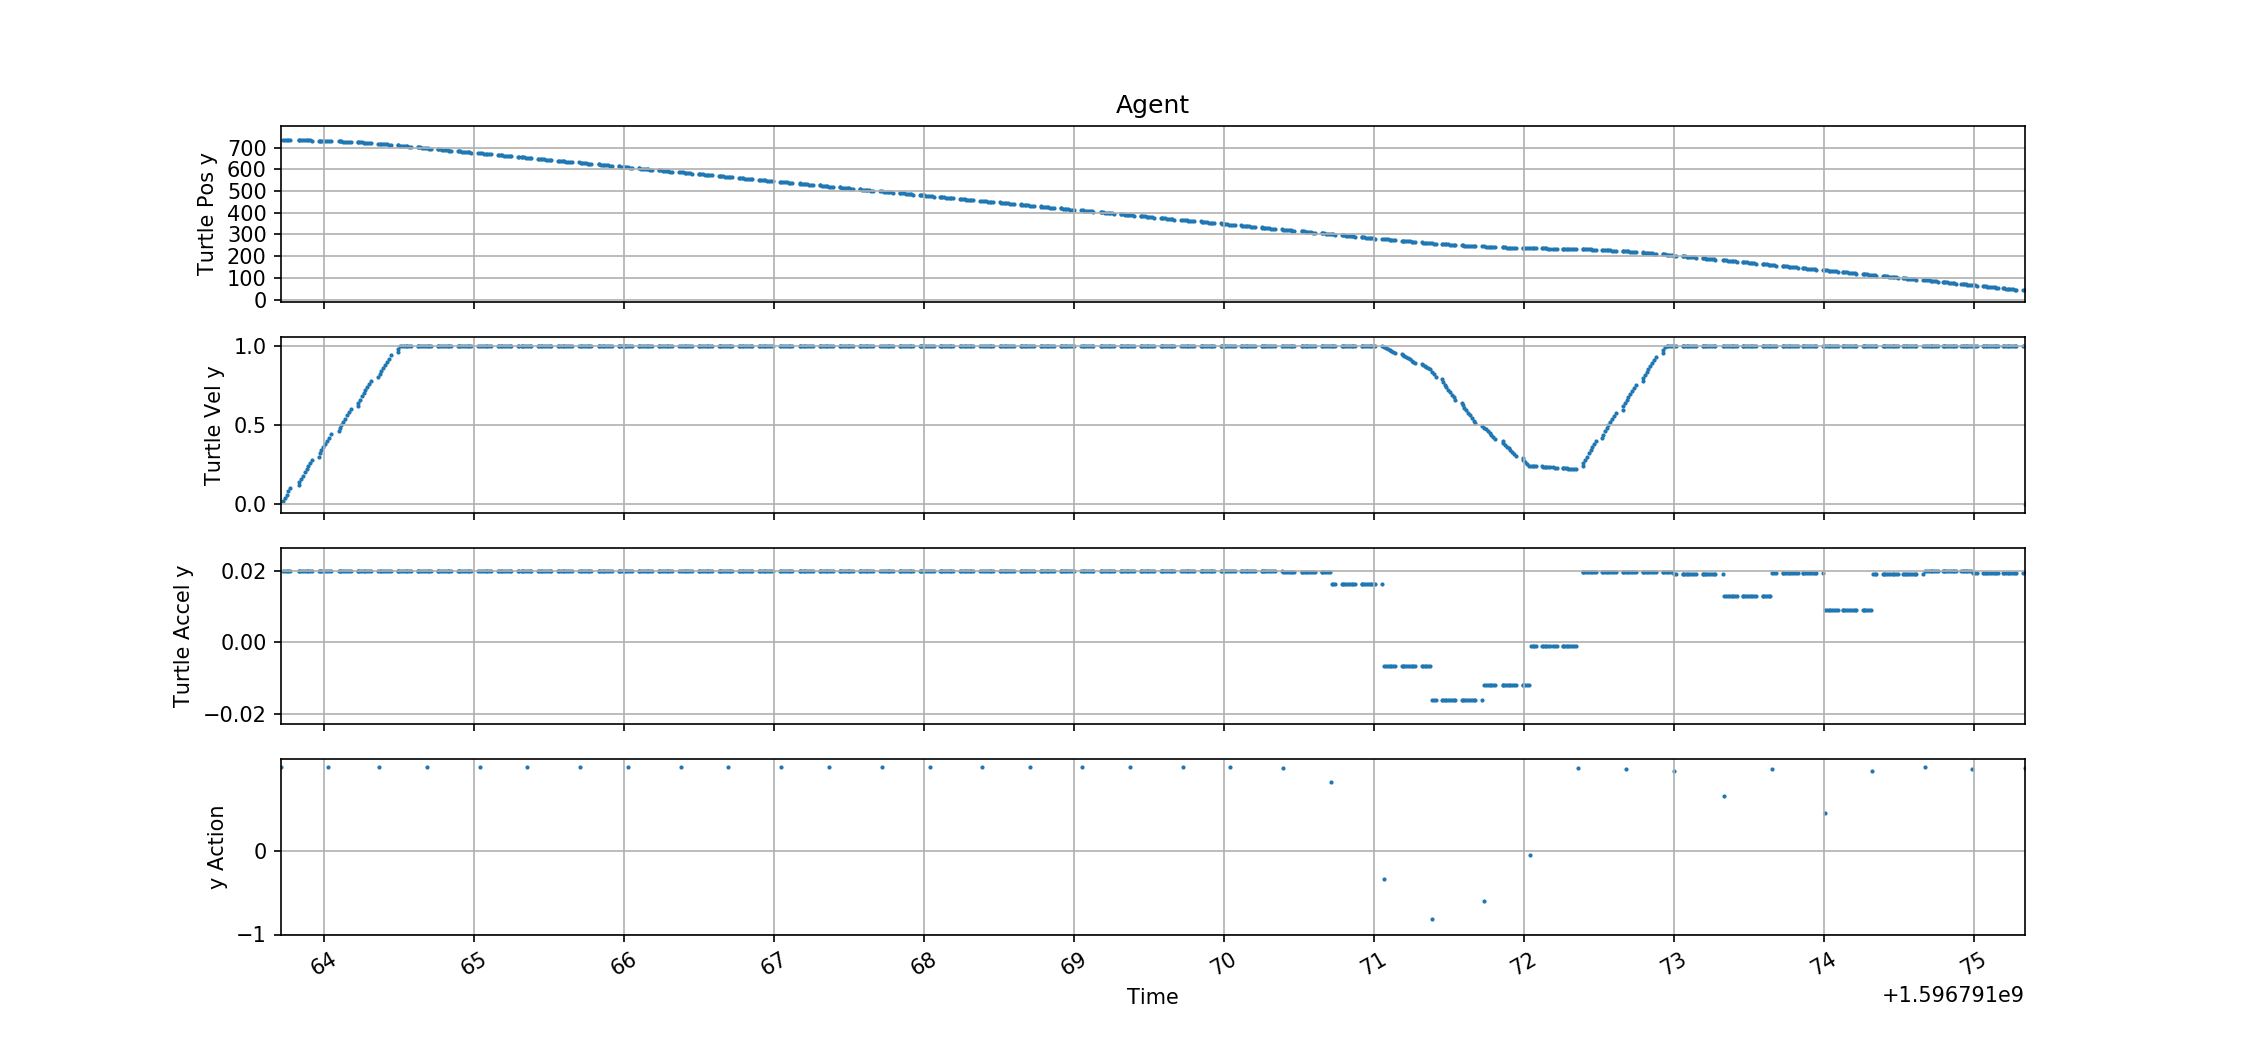 Agent
Turtle Pos y
700
600
500
400
300
200
100
0
Turtle Vel y
1.0
0.5
0.0
Turtle Accel y
0.02
0.00
−0.02
y Action
0
−1
64 65 66 67 68 69 70 71 72 73 74 75
Time
+1.596791e9